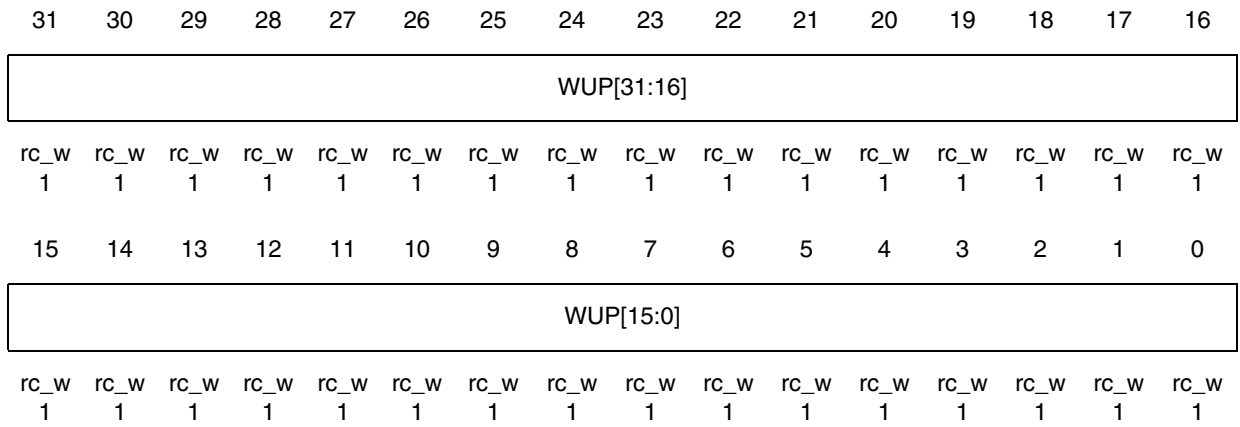 31 30 29 28 27 26 25 24 23 22 21 20 19 18 17 16
WUP[31:16]
rc_w rc_w rc_w rc_w rc_w rc_w rc_w rc_w rc_w rc_w rc_w rc_w rc_w rc_w rc_w rc_w
1 1 1 1 1 1 1 1 1 1 1 1 1 1 1 1
15 14 13 12 11 10 9 8 7 6 5 4 3 2 1 0
WUP[15:0]
rc_w rc_w rc_w rc_w rc_w rc_w rc_w rc_w rc_w rc_w rc_w rc_w rc_w rc_w rc_w rc_w
1 1 1 1 1 1 1 1 1 1 1 1 1 1 1 1